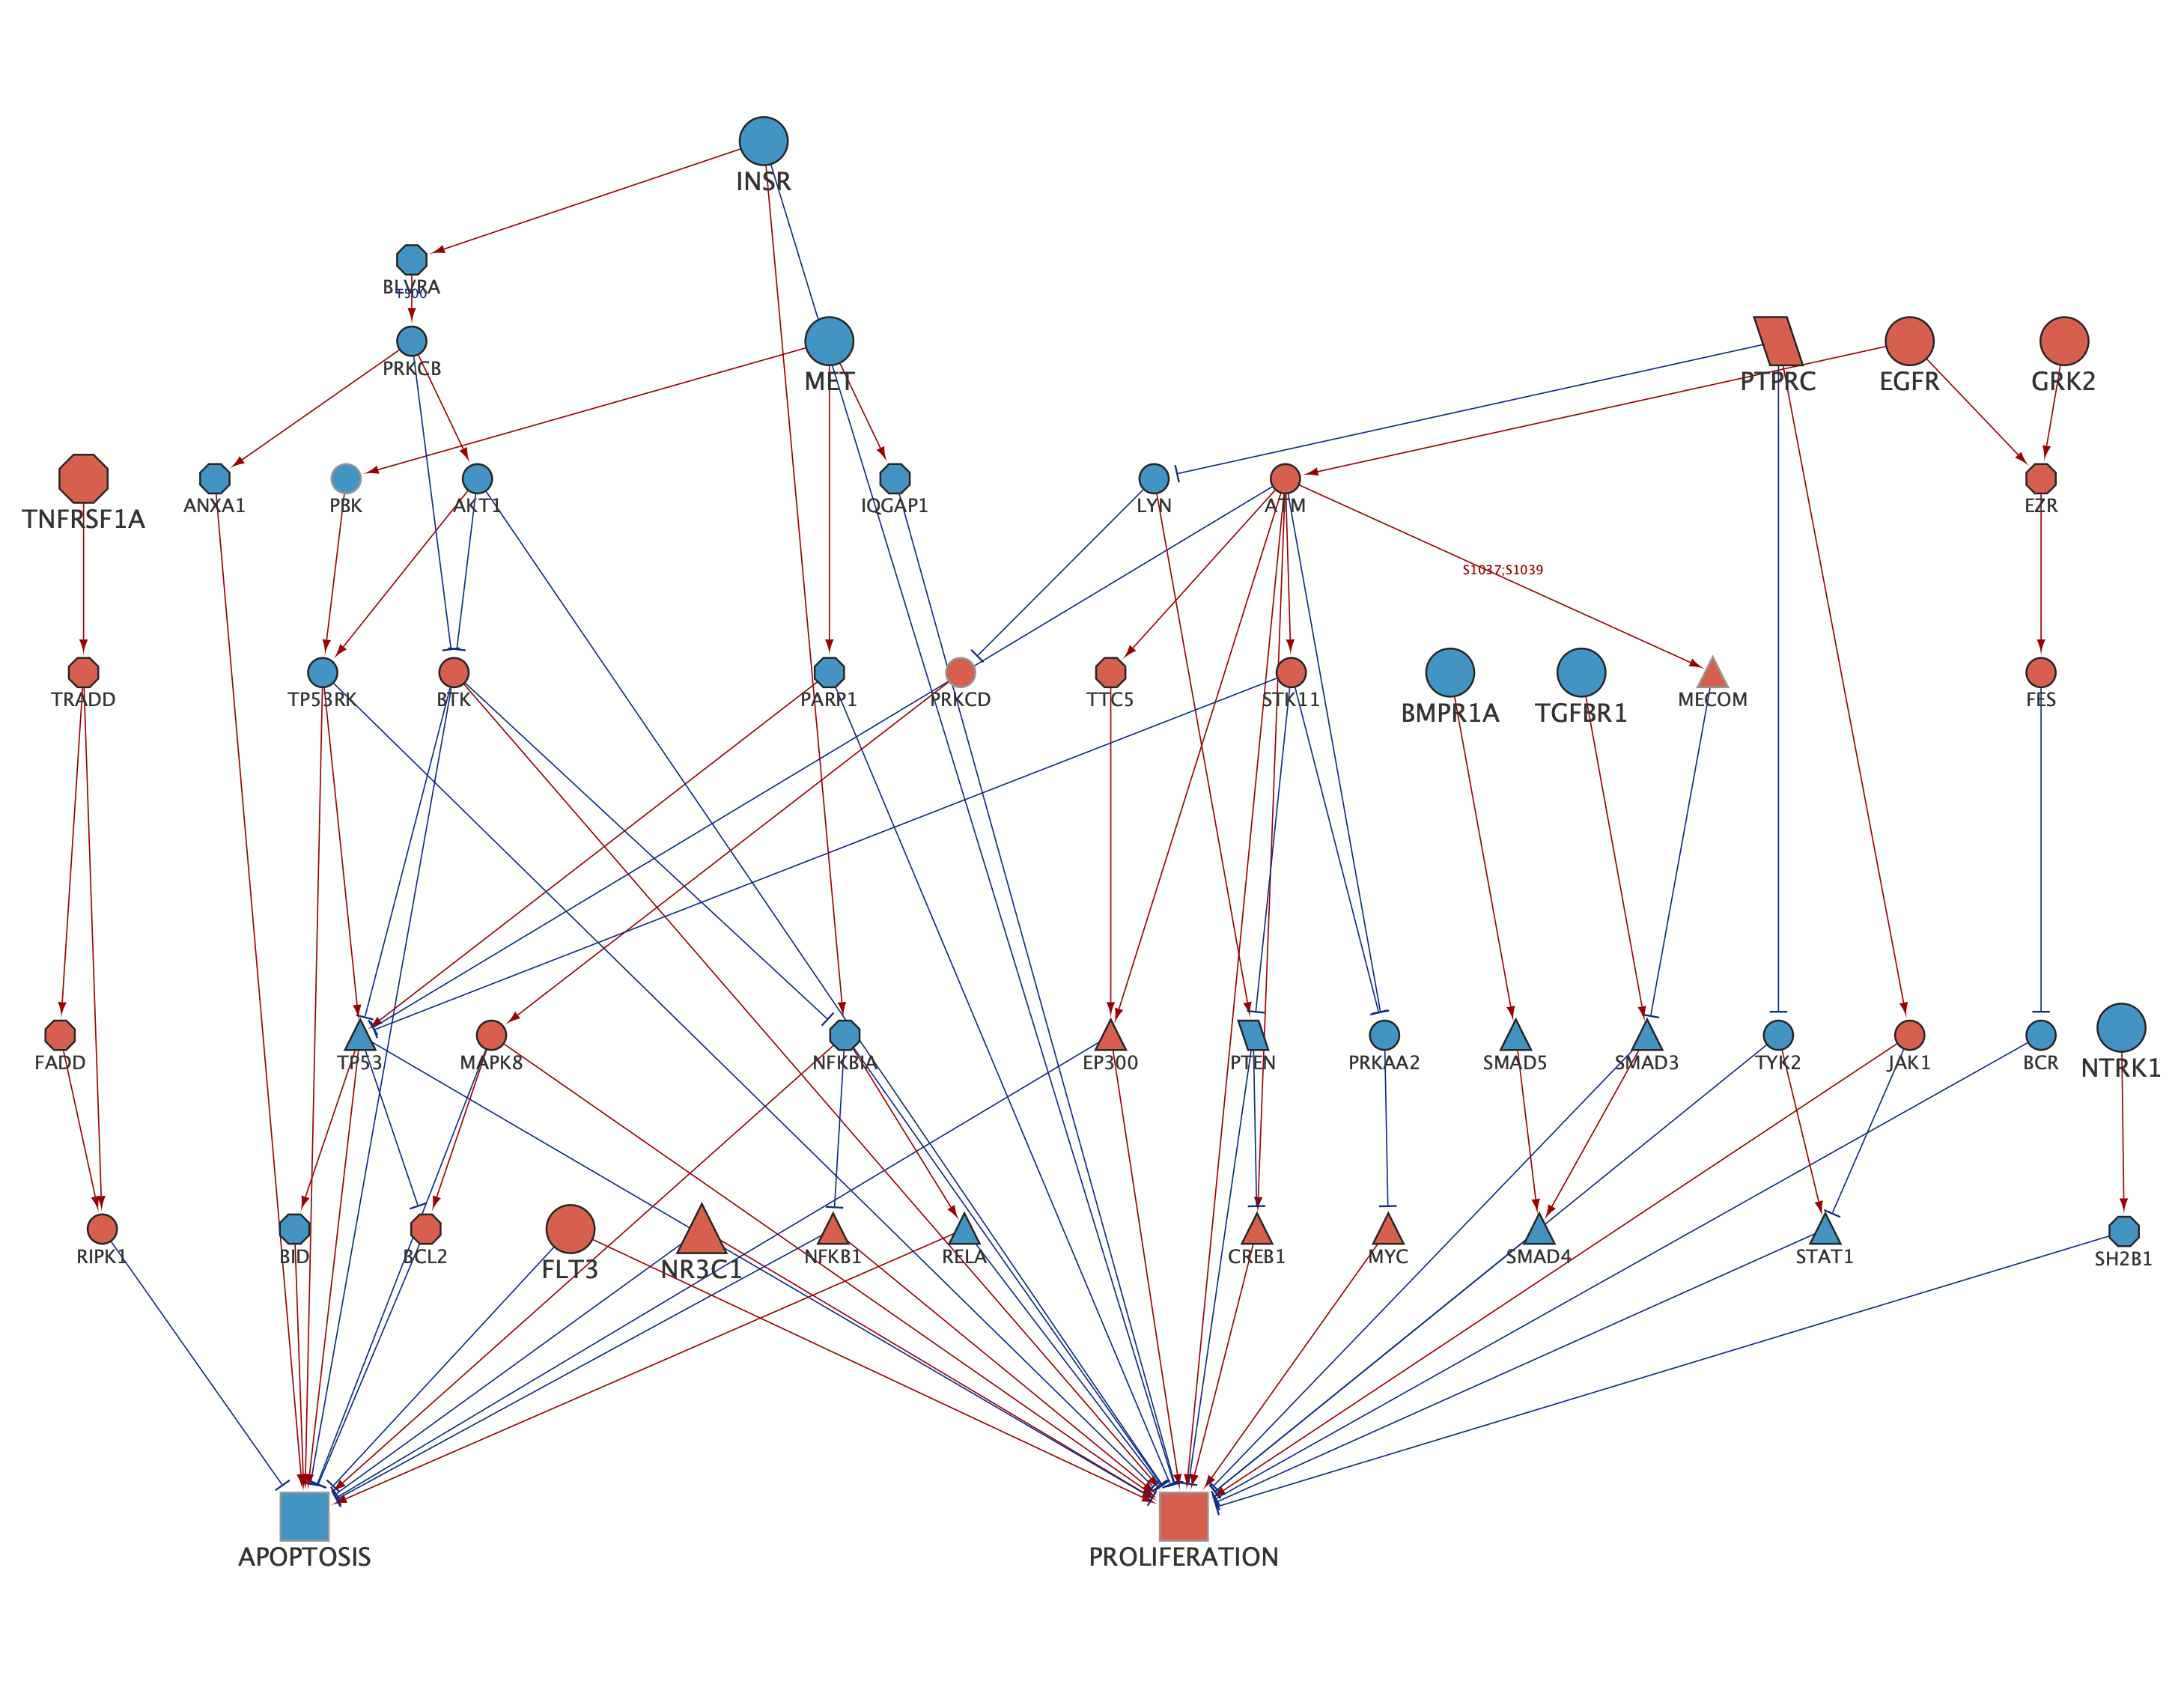 INSR
BLVRA
T500
PRKCB
MET
PTPRC
EGFR
GRK2
TNFRSF1A
ANXA1
PBK
AKT1
IQGAP1
LYN
ATM
EZR
S1037;S1039
TRADD
TP53RK
BTK
PARP1
PRKCD
TTC5
STK11
BMPR1A
TGFBR1
MECOM
FES
FADD
TP53
MAPK8
NFKBIA
EP300
PTEN
PRKAA2
SMAD5
SMAD3
TYK2
JAK1
BCR
NTRK1
RIPK1
BID
BCL2
FLT3
NR3C1
NFKB1
RELA
CREB1
MYC
SMAD4
STAT1
SH2B1
APOPTOSIS
PROLIFERATION